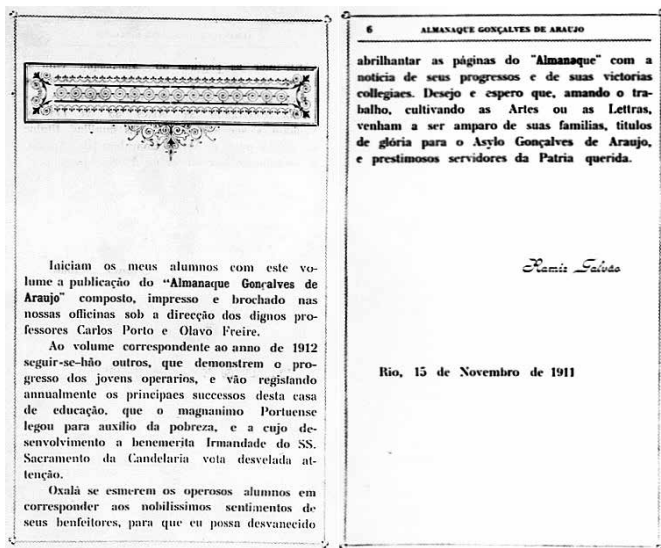 Iniciam os meus alumnos com este vo-
lume a publicação do "Almanaque Gonçalves de
Araujo" composto, impresso e brochado nas
nossas officinas sob a direcção dos dignos pro-
fessores Carlos Porto e Olavo Freire.
Ao volume correspondente ao anno de 1912
seguir-se-hão outros, que demonstrem o pro-
gresso dos jovens operarios, e vão registando
annualmente os principaes successos desta casa
de educação, que o magnanimo Portuense
legou para auxilio da pobreza, e a cujo de-
senvolvimento a benemerita Irmandade do SS.
Sacramento da Candelaria vota desvelada at-
tenção.
Oxalá se esmerem os operosos alumnos em
corresponder aos nobilissimos sentimentos de
seus benfeitores, para que eu possa desvanecido
6 ALMANAQUE GONÇALVES DE ARAUJO
abrilhantar as páginas do "Almanaque" com a
noticia de seus progressos e de suas victorias
collegiaes. Desejo e espero que, amando o tra-
balho, cultivando as Artes ou as Lettras,
venham a ser amparo de suas familias, titulos
de glória para o Asylo Gonçalves de Araujo,
e prestimosos servidores da Patria querida.
Ramiz Galvão
Rio, 15 de Novembro de 1911